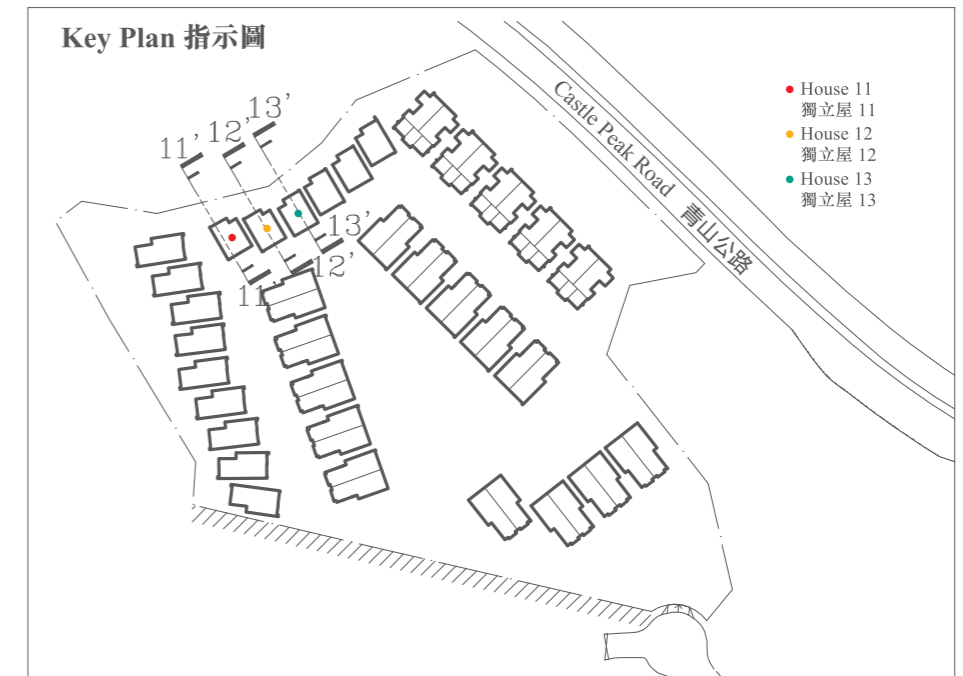 Key Plan 指示圖
Castle Peak Road 青山公路
House 11
獨立屋 11
House 12
獨立屋 12
House 13
獨立屋 13
13'
12'
11'
13'
12'
11'